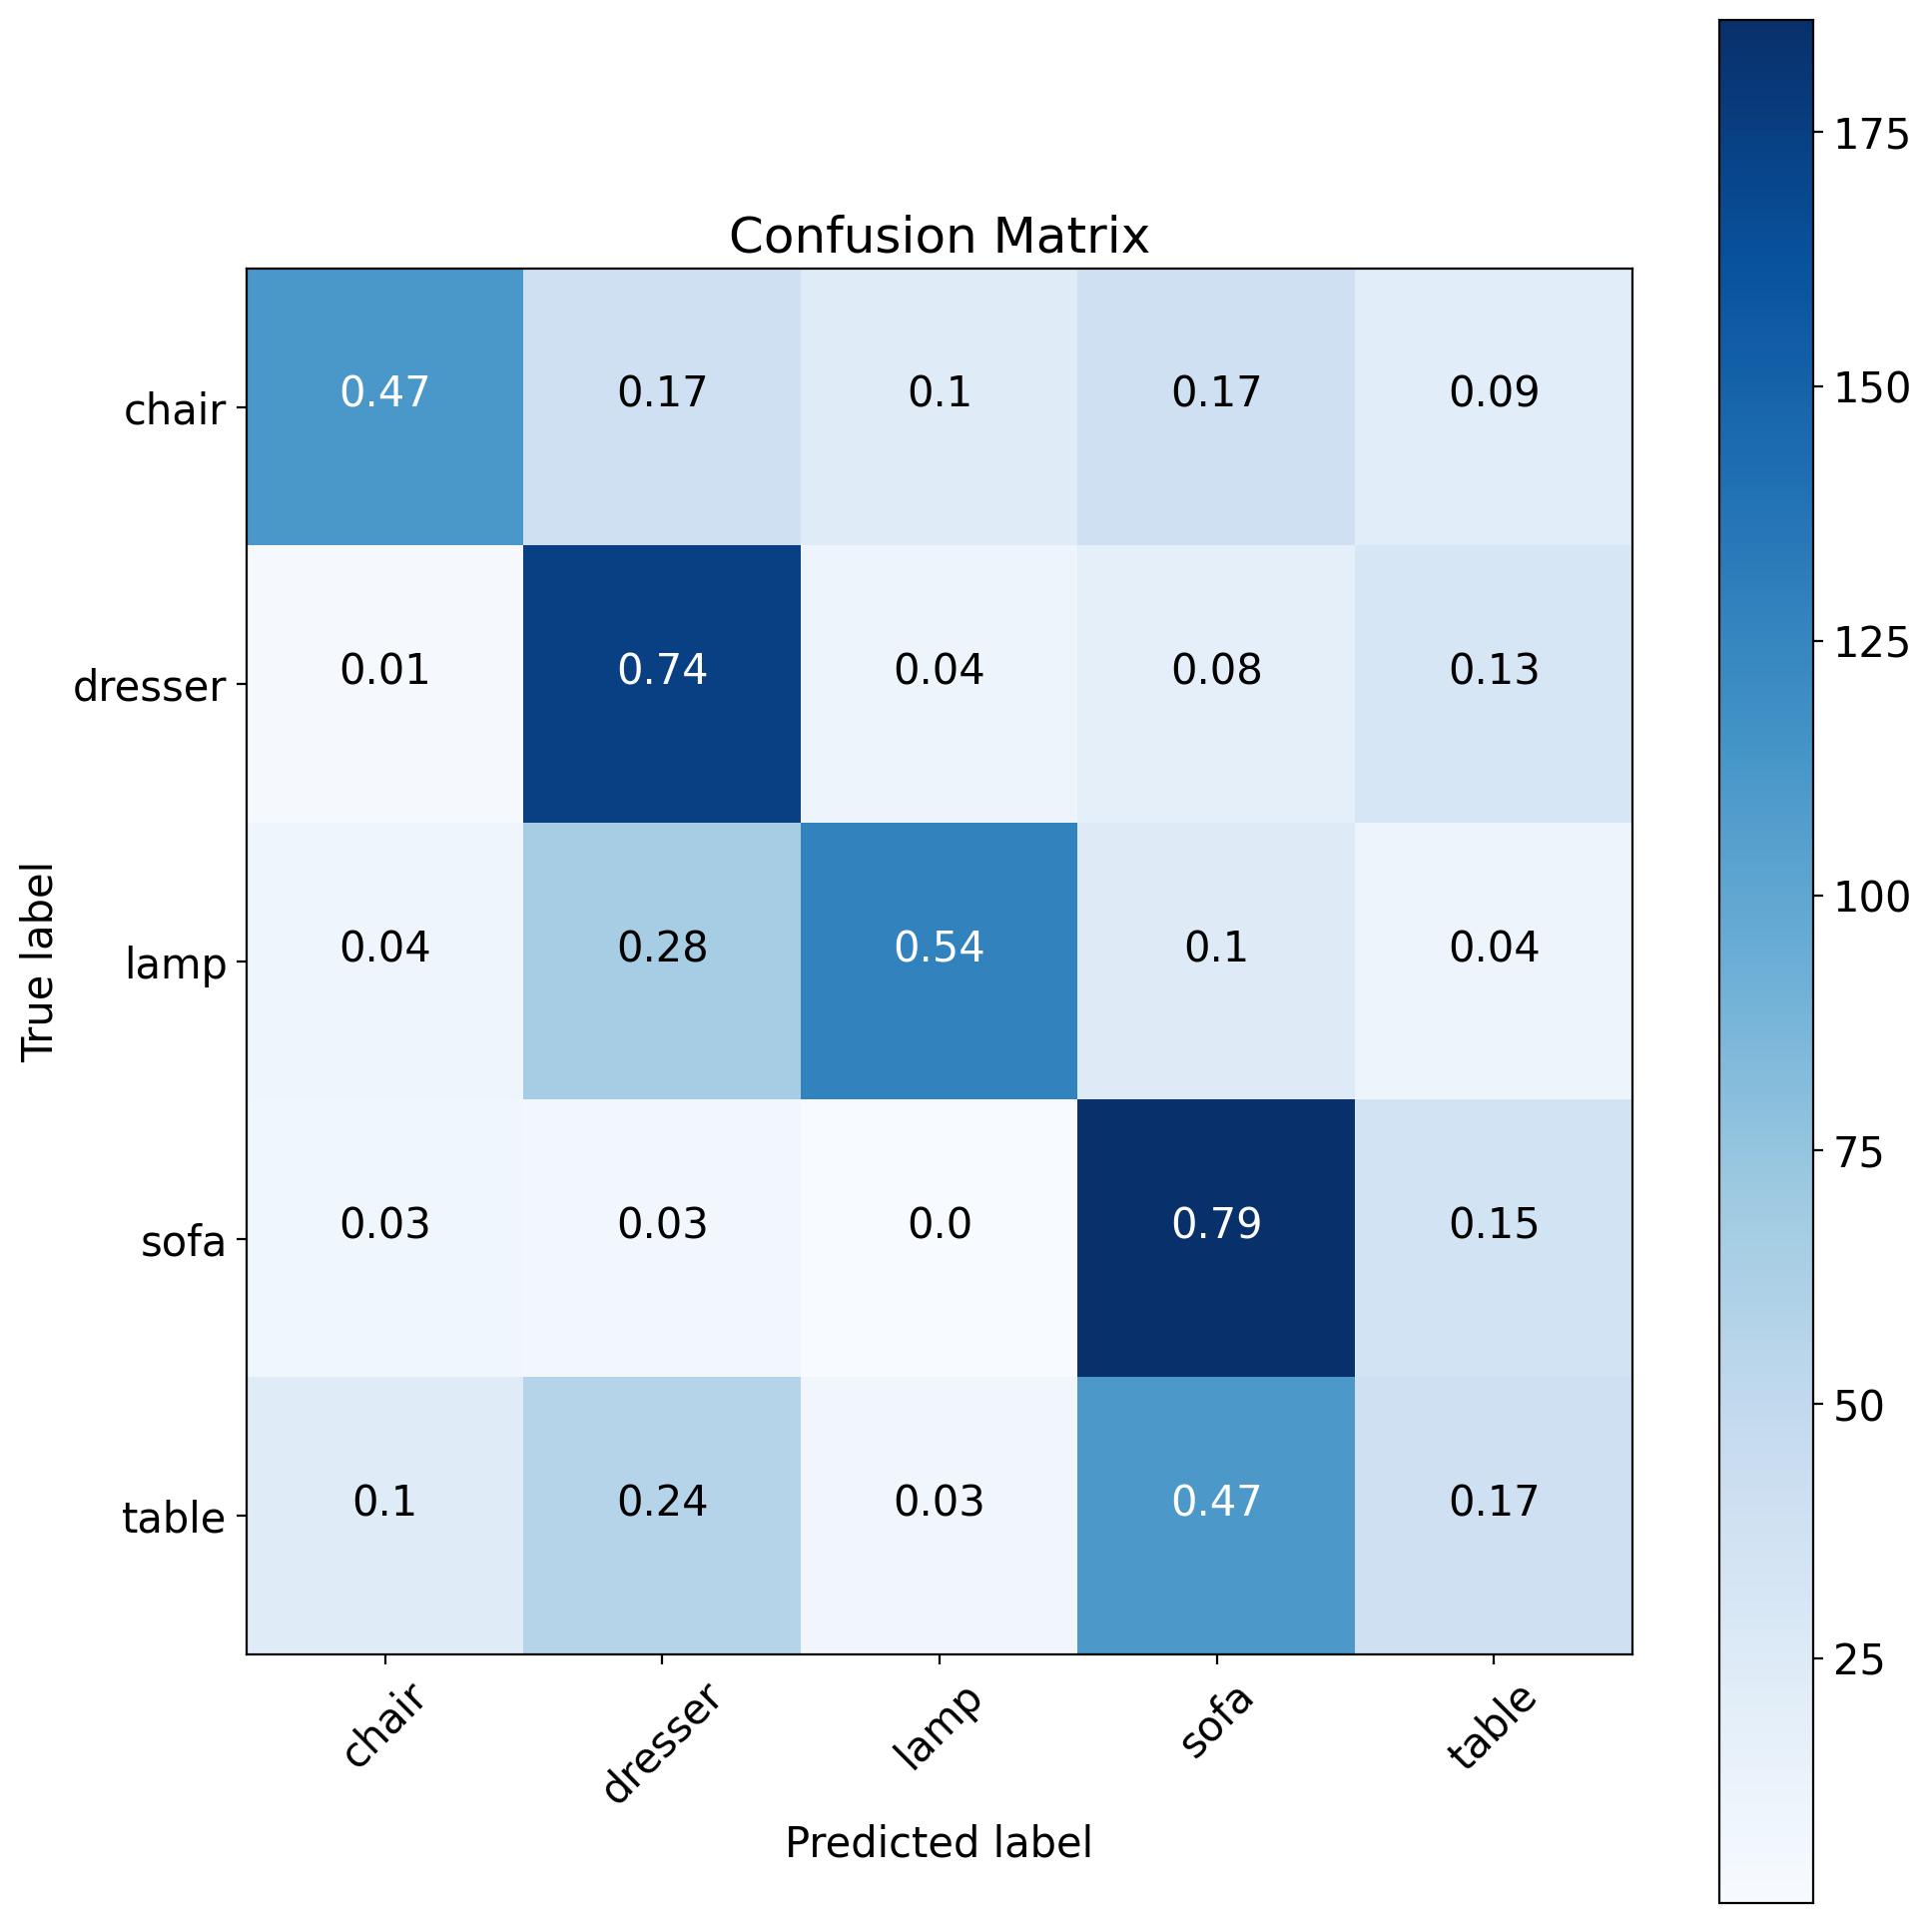 Confusion Matrix
chair 0.47 0.17 0.1 0.17 0.09
dresser 0.01 0.74 0.04 0.08 0.13
lamp 0.04 0.28 0.54 0.1 0.04
sofa 0.03 0.03 0.0 0.79 0.15
table 0.1 0.24 0.03 0.47 0.17
True label
chair dresser lamp sofa table
Predicted label
175
150
125
100
75
50
25